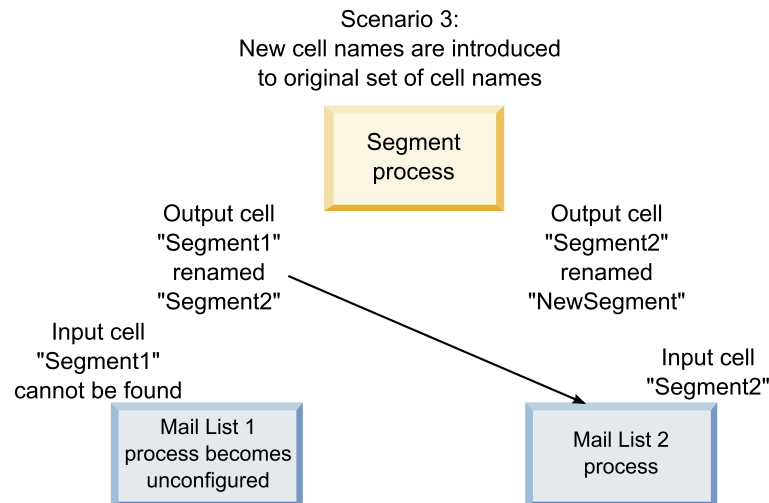 Scenario 3:
New cell names are introduced
to original set of cell names
Segment
process
Output cell
"Segment1"
renamed
"Segment2"
Output cell
"Segment2"
renamed
"NewSegment"
Input cell
"Segment1"
cannot be found
Input cell
"Segment2"
Mail List 1
process becomes
unconfigured
Mail List 2
process